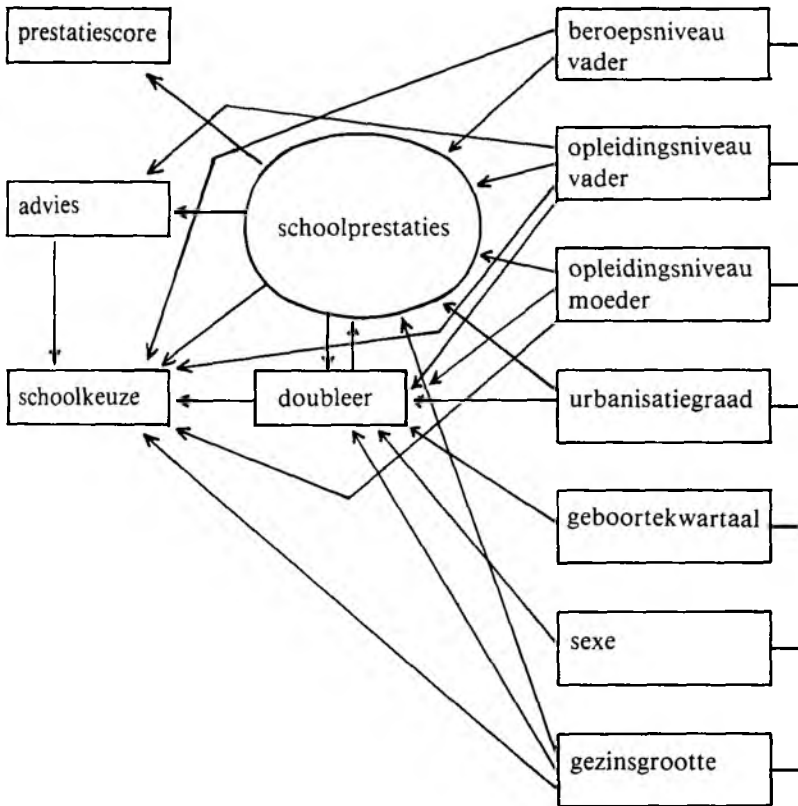 prestatiescore
beroepsniveau
vader
opleidingsniveau
vader
advies
schoolprestaties
opleidingsniveau
moeder
schoolkeuze
doubleer
urbanisatiegraad
geboortekwartaal
sexe
gezinsgrootte